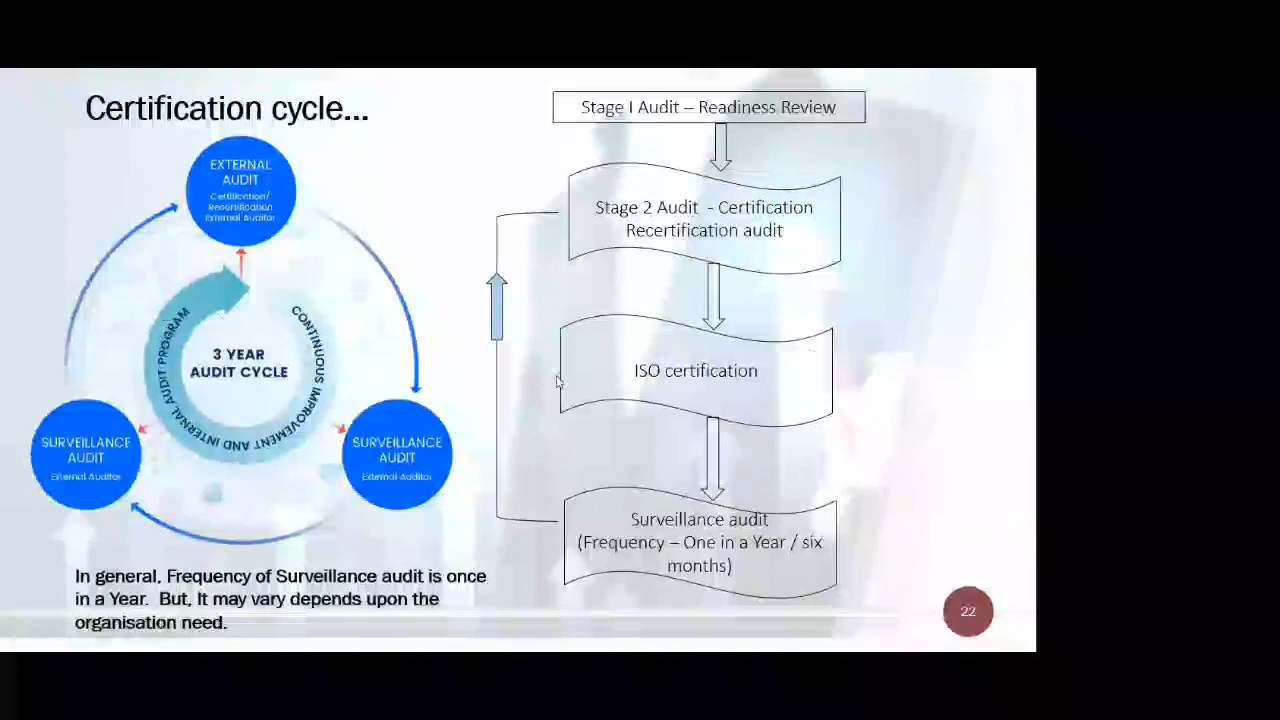 Certification cycle...
EXTERNAL
AUDIT
Certification/
Recertification
External Auditor
3 YEAR
AUDIT CYCLE
CONTINUOUS IMPROVEMENT AND INTERNAL AUDIT PROGRAM
SURVEILLANCE
AUDIT
External Auditor
SURVEILLANCE
AUDIT
External Auditor
In general, Frequency of Surveillance audit is once
in a Year. But, It may vary depends upon the
organisation need.
Stage I Audit – Readiness Review
Stage 2 Audit - Certification
Recertification audit
ISO certification
Surveillance audit
(Frequency – One in a Year / six
months)
22